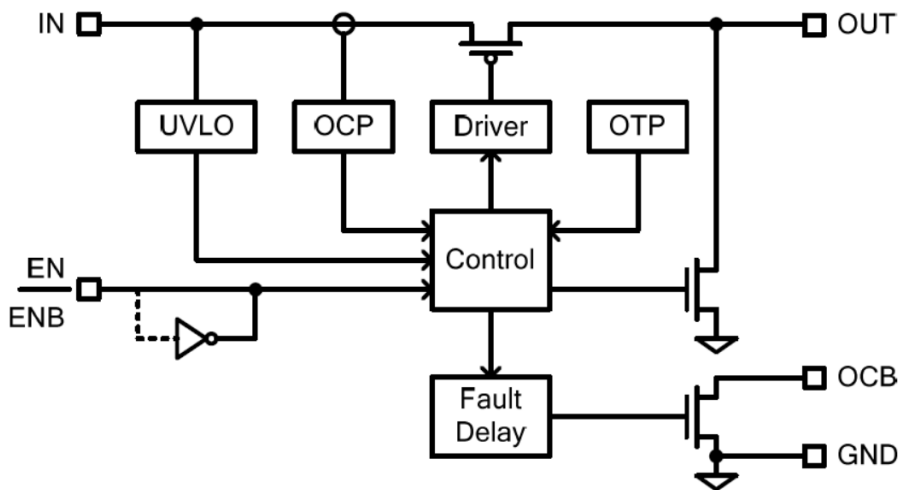 IN
OUT
UVLO
OCP
Driver
OTP
Control
EN
ENB
Fault
Delay
OCB
GND